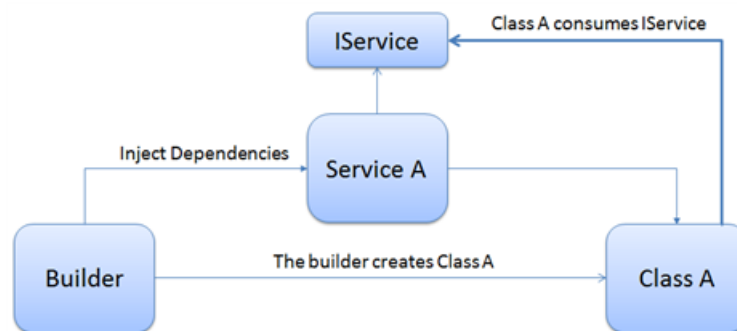 IService
Class A consumes IService
Inject Dependencies
Service A
Builder
The builder creates Class A
Class A